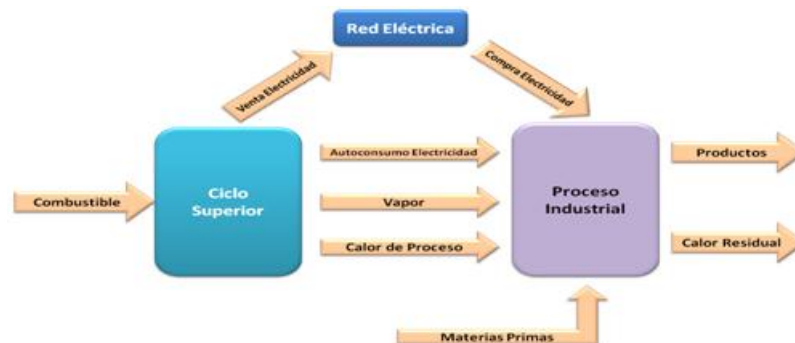 Red Eléctrica
Venta Electricidad
Compra Electricidad
Combustible
Ciclo
Superior
Autoconsumo Electricidad
Vapor
Calor de Proceso
Proceso
Industrial
Productos
Calor Residual
Materias Primas